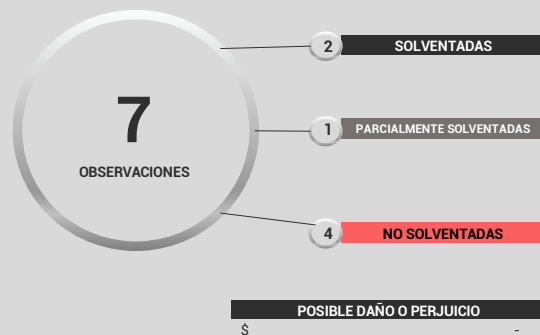 7
OBSERVACIONES
2 SOLVENTADAS
1 PARCIALMENTE SOLVENTADAS
4 NO SOLVENTADAS
POSIBLE DAÑO O PERJUICIO
$ -